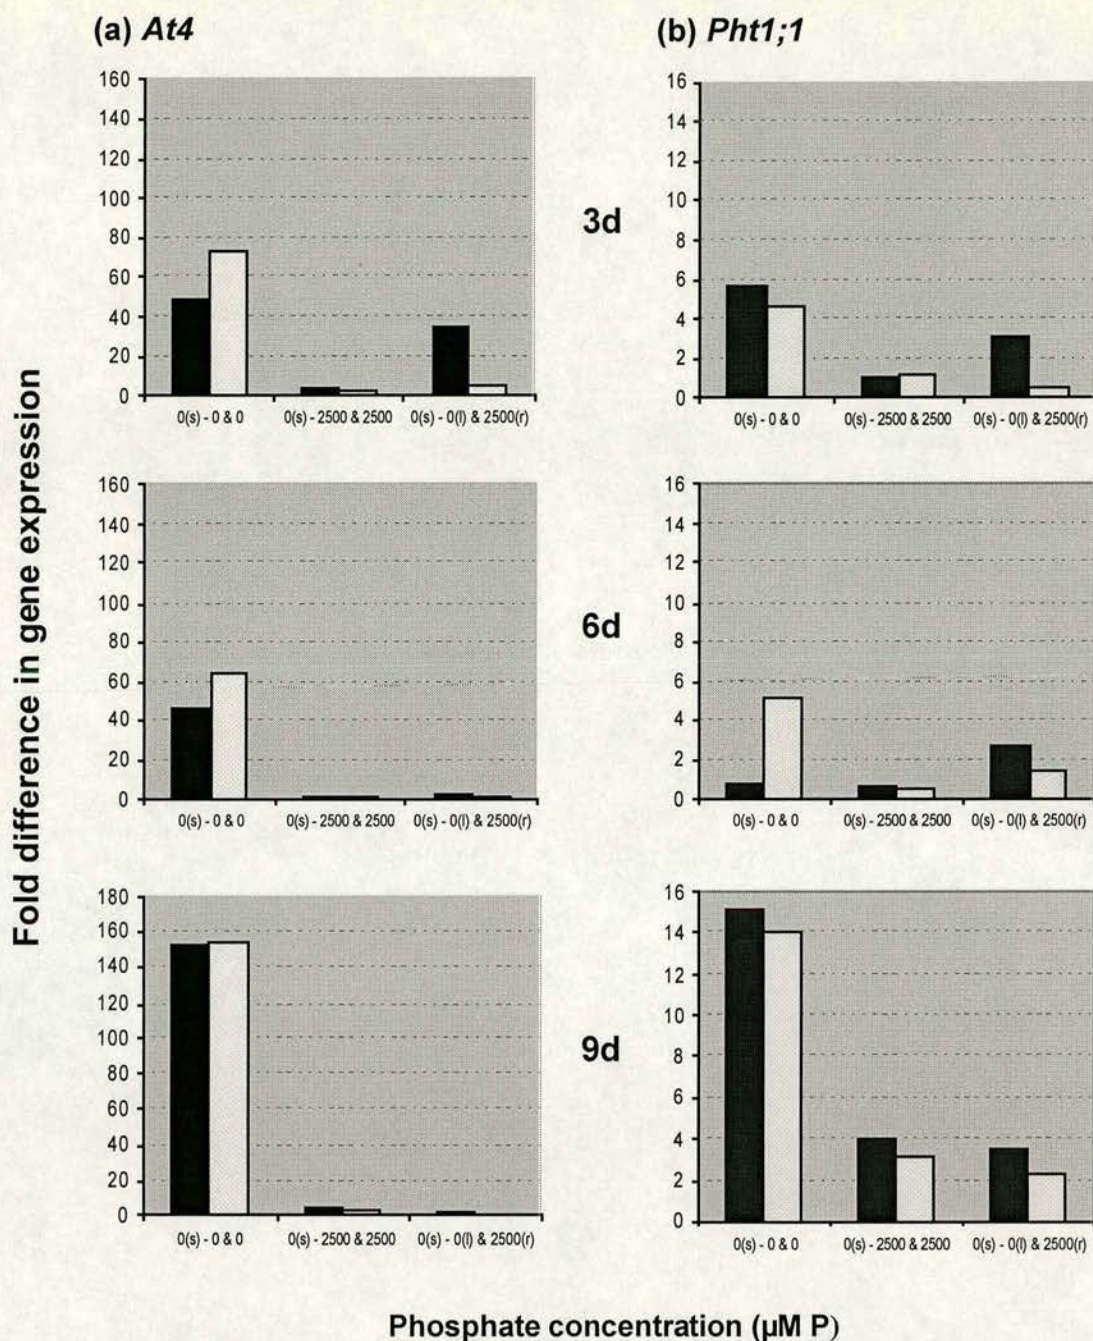 (a) At4
(b) Pht1;1
Fold difference in gene expression
160
140
120
100
80
60
40
20
0
0(s) - 0 & 0
0(s) - 2500 & 2500
0(s) - 0(l) & 2500(r)
3d
16
14
12
10
8
6
4
2
0
0(s) - 0 & 0
0(s) - 2500 & 2500
0(s) - 0(l) & 2500(r)
160
140
120
100
80
60
40
20
0
0(s) - 0 & 0
0(s) - 2500 & 2500
0(s) - 0(l) & 2500(r)
6d
16
14
12
10
8
6
4
2
0
0(s) - 0 & 0
0(s) - 2500 & 2500
0(s) - 0(l) & 2500(r)
180
160
140
120
100
80
60
40
20
0
0(s) - 0 & 0
0(s) - 2500 & 2500
0(s) - 0(l) & 2500(r)
9d
16
14
12
10
8
6
4
2
0
0(s) - 0 & 0
0(s) - 2500 & 2500
0(s) - 0(l) & 2500(r)
Phosphate concentration (µM P)